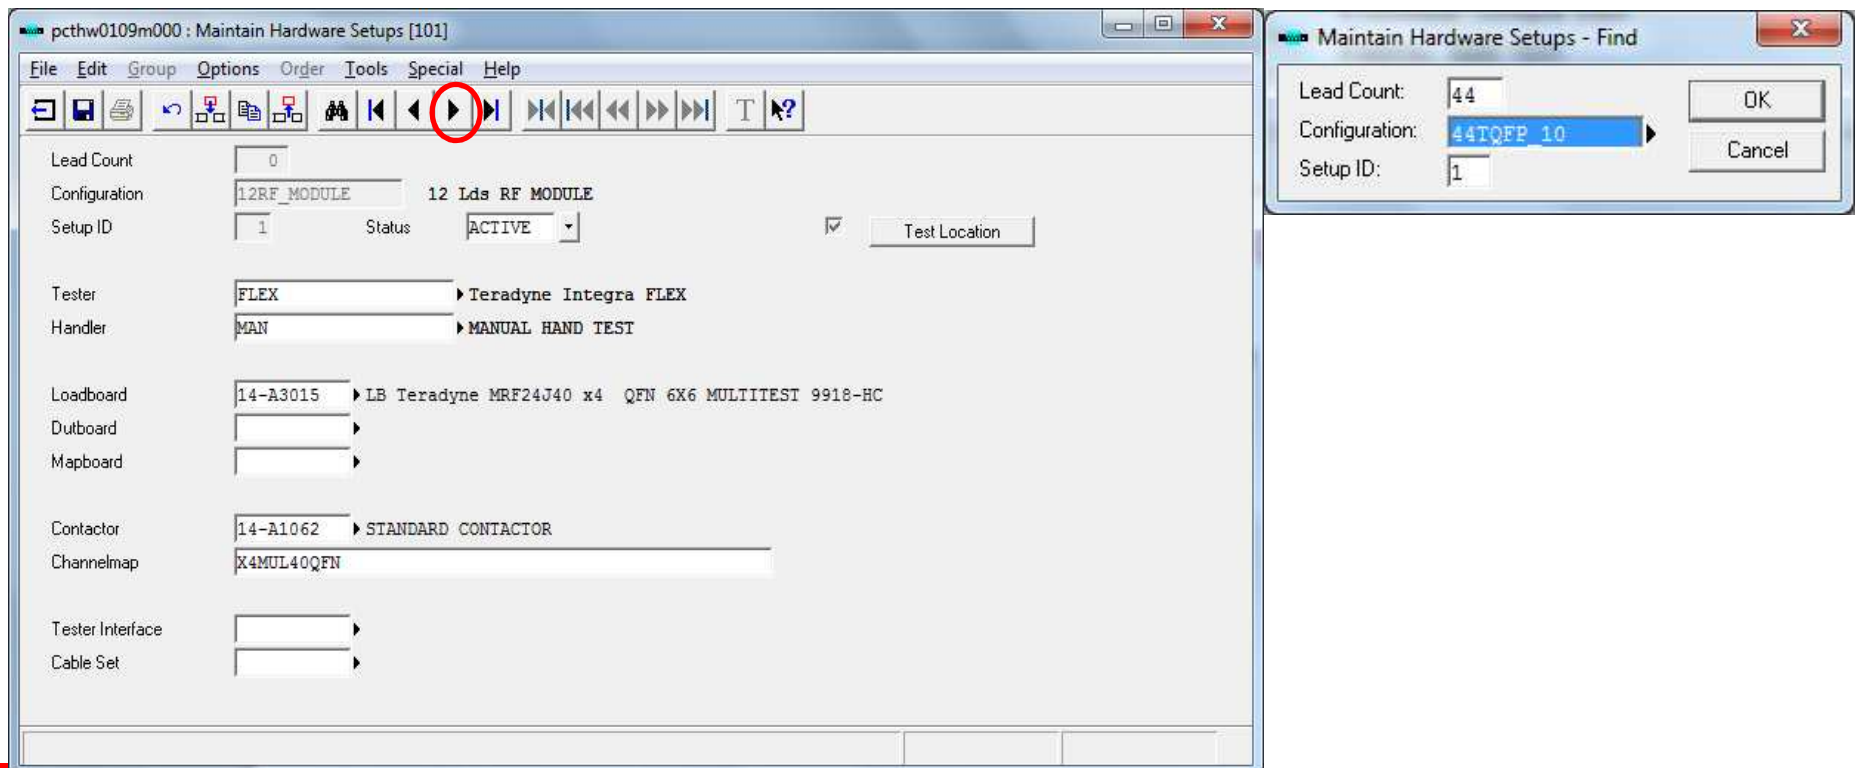 pcthw0109m000 : Maintain Hardware Setups [101]
File Edit Group Options Order Tools Special Help
T ?
Lead Count 0
Configuration 12RF_MODULE 12 Lds RF MODULE
Setup ID 1 Status ACTIVE Test Location
Tester FLEX Teradyne Integra FLEX
Handler MAN MANUAL HAND TEST
Loadboard 14-A3015 LB Teradyne MRF24J40 x4 QFN 6X6 MULTITEST 9918-HC
Dutboard
Mapboard
Contactor 14-A1062 STANDARD CONTACTOR
Channelmap X4MUL40QFN
Tester Interface
Cable Set
Maintain Hardware Setups - Find
Lead Count: 44 OK
Configuration: 44TQFP_10 Cancel
Setup ID: 1